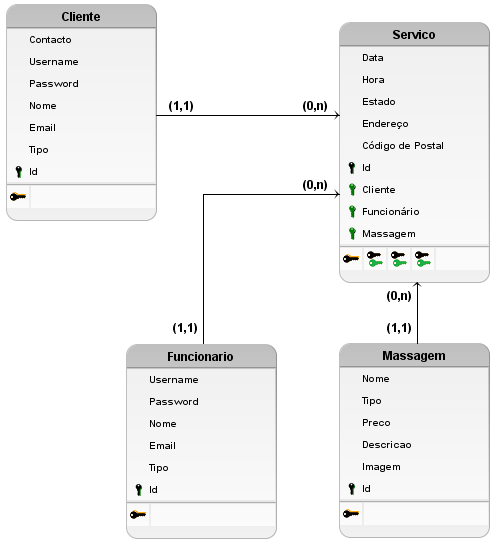 Cliente
Contacto
Username
Password
Nome
Email
Tipo
Id
(1,1)
(0,n)
Servico
Data
Hora
Estado
Endereço
Código de Postal
Id
Cliente
Funcionário
Massagem
(0,n)
(1,1)
(0,n)
(1,1)
Funcionario
Username
Password
Nome
Email
Tipo
Id
Massagem
Nome
Tipo
Preco
Descricao
Imagem
Id